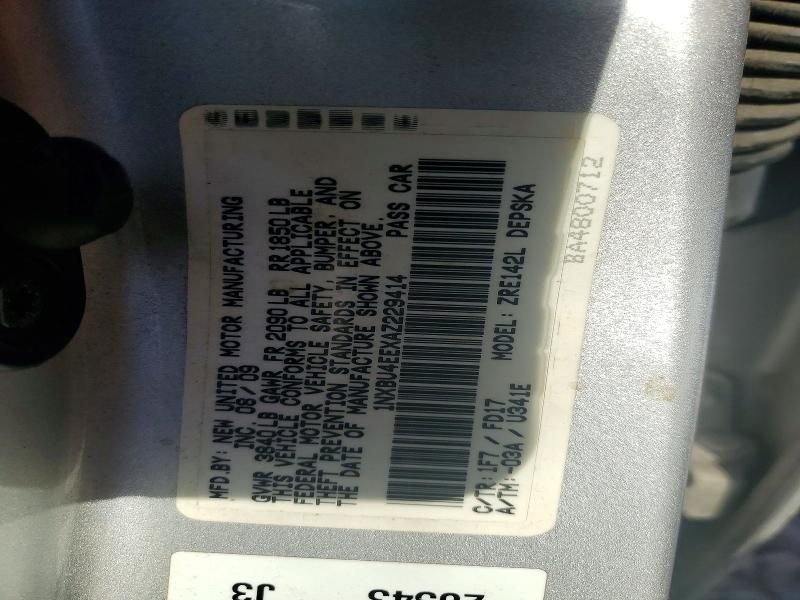 MFD.BY: NEW UNITED MOTOR MANUFACTURING
INC. 08/09
GVWR 3840LB GAWR FR 2090LB RR 1850LB
THIS VEHICLE CONFORMS TO ALL APPLICABLE
FEDERAL MOTOR VEHICLE SAFETY, BUMPER, AND
THEFT PREVENTION STANDARDS IN EFFECT ON
THE DATE OF MANUFACTURE SHOWN ABOVE.
1NXBU4EEXAZ229414 PASS CAR
C/TR: 1F7 / FD17
A/TM: -03A / U341E MODEL: ZRE142L DEPSKA
BA4800712
J3